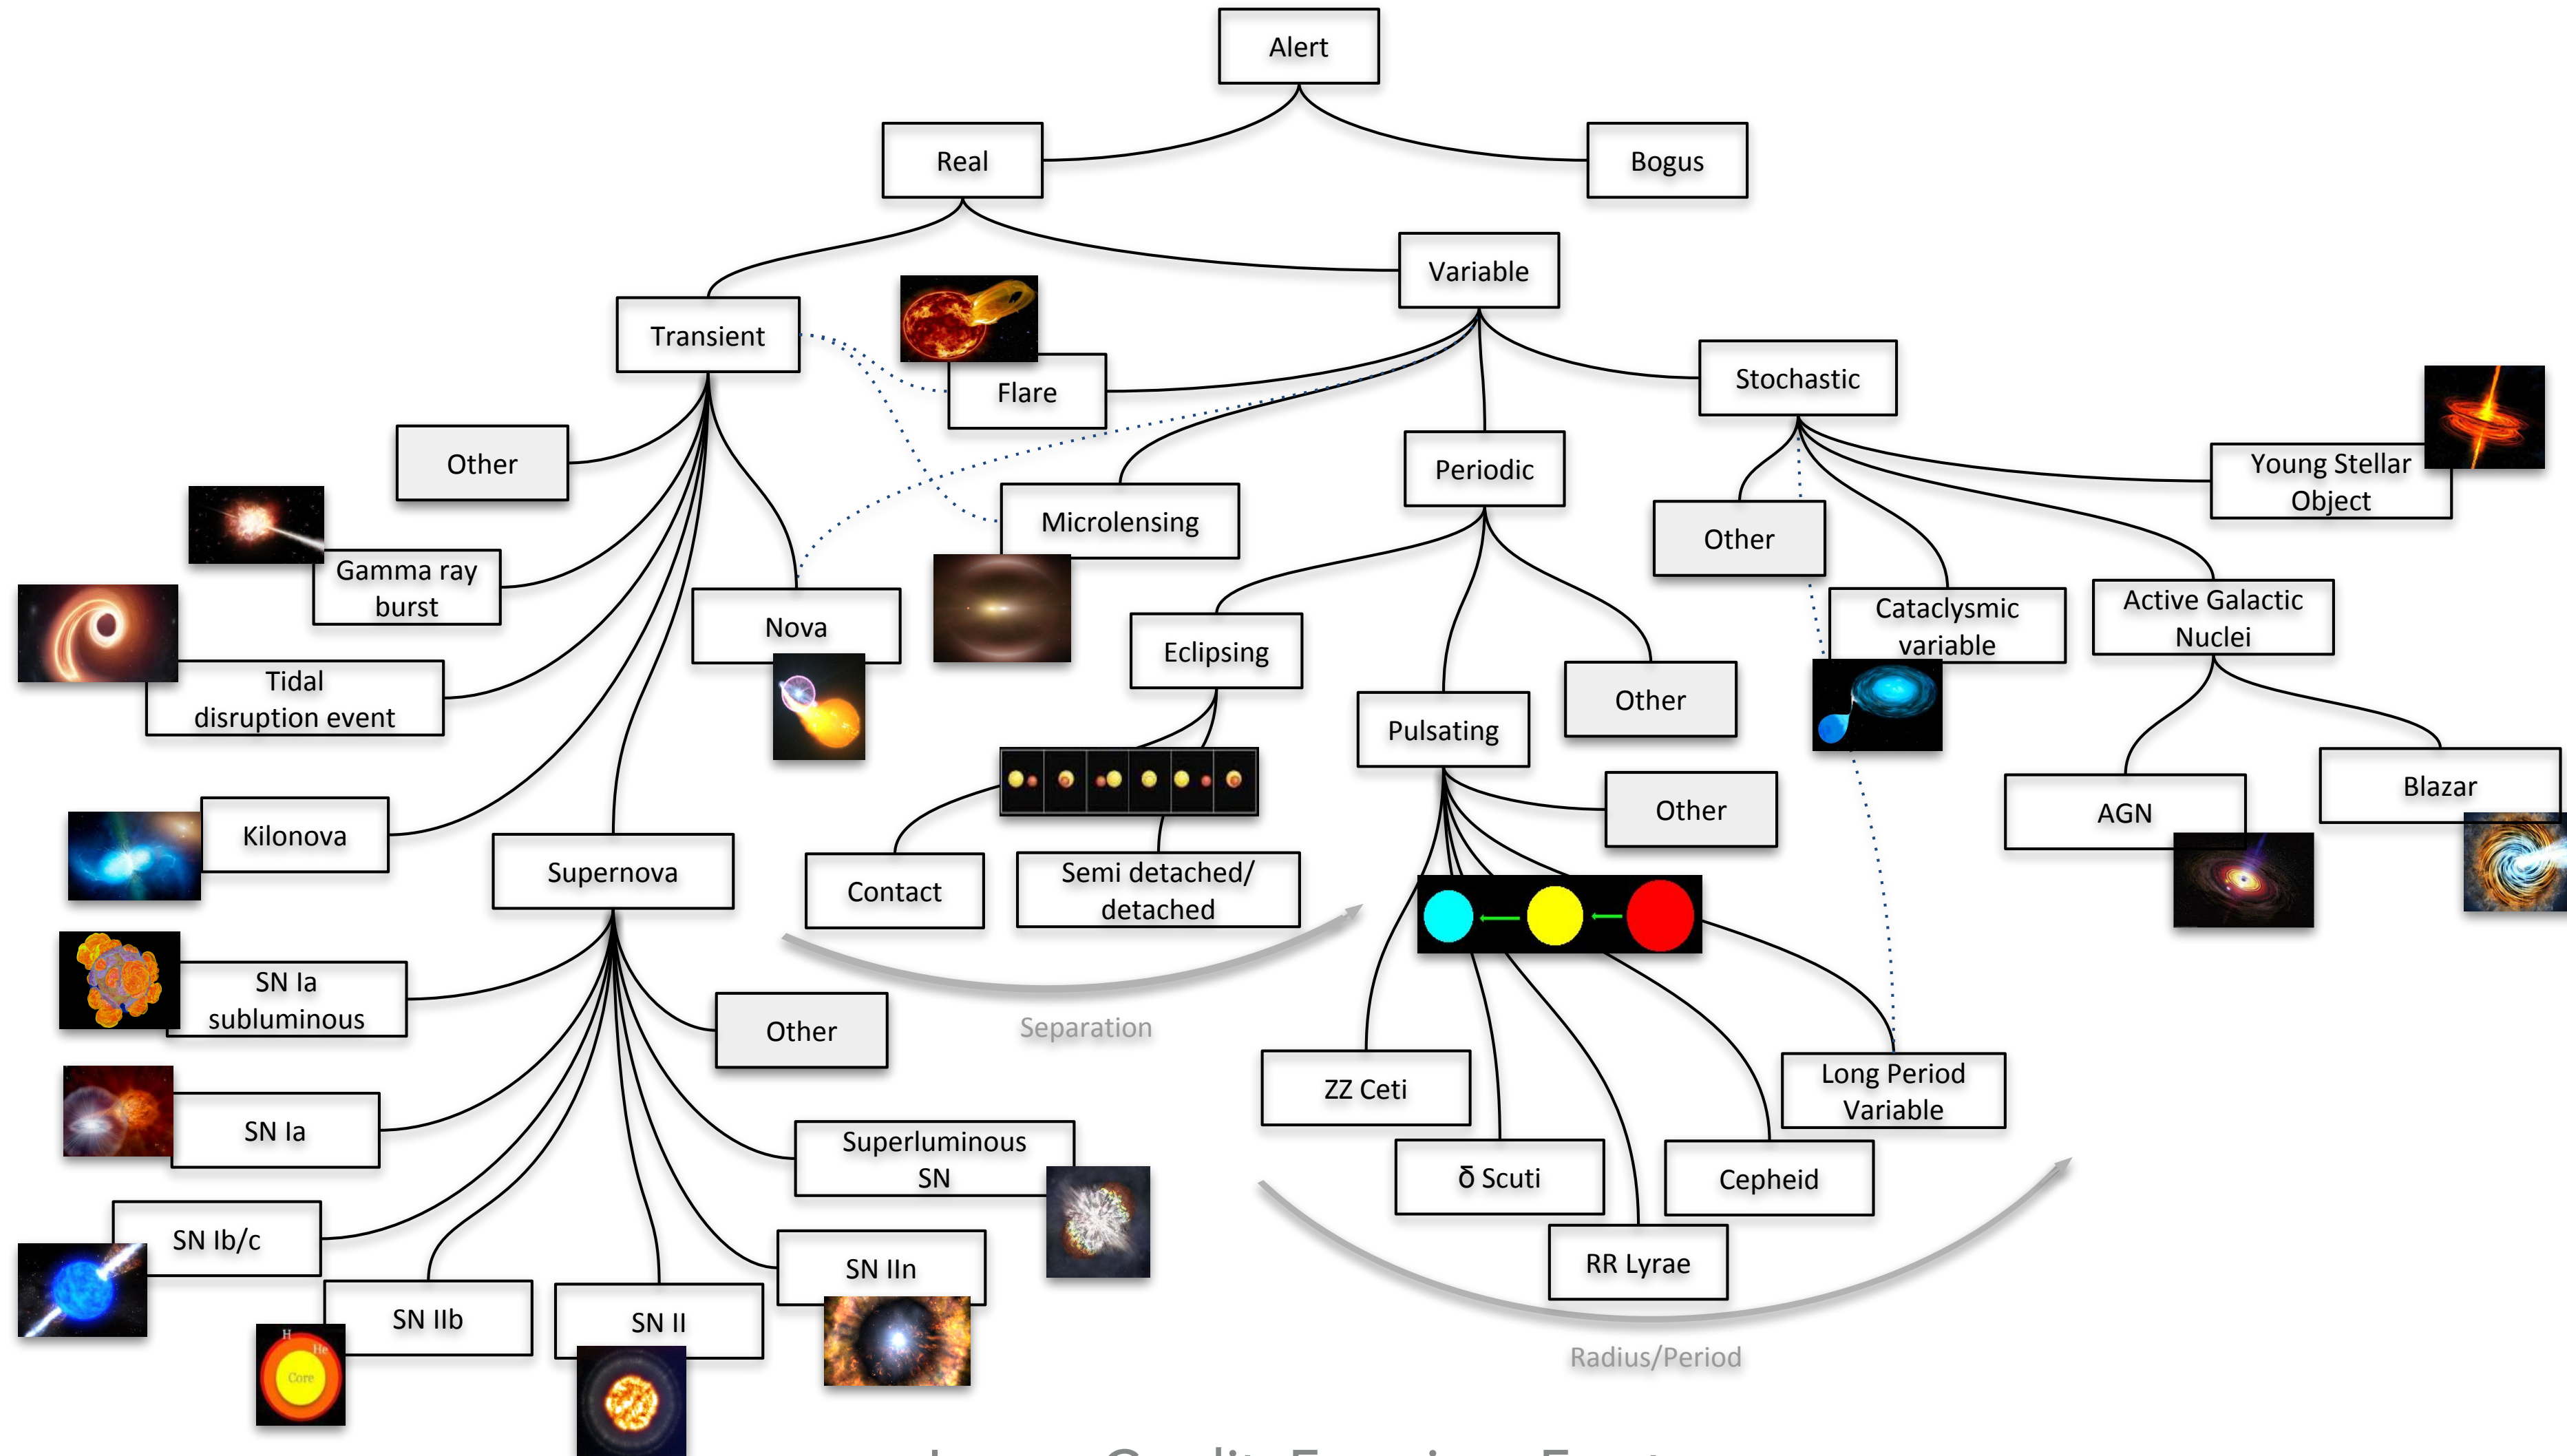 Alert
Real
Bogus
Variable
Transient
Flare
Stochastic
Other
Periodic
Young Stellar
Object
Microlensing
Other
Gamma ray
burst
Nova
Cataclysmic
variable
Active Galactic
Nuclei
Eclipsing
Tidal
disruption event
Other
Pulsating
Blazar
Kilonova
Other
AGN
Supernova
Contact
Semi detached/
detached
SN Ia
subluminous
Other
Separation
ZZ Ceti
Long Period
Variable
SN Ia
Superluminous
SN
δ Scuti
Cepheid
SN Ib/c
SN IIn
RR Lyrae
SN IIb
SN II
H
He
Core
Radius/Period